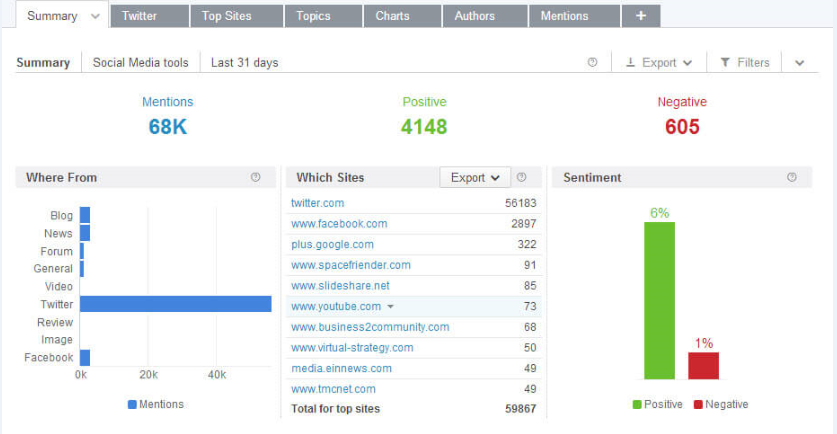 Summary Twitter Top Sites Topics Charts Authors Mentions +
Summary Social Media tools Last 31 days ? Export Filters
Mentions Positive Negative
68K 4148 605
Where From ?
Blog
News
Forum
General
Video
Twitter
Review
Image
Facebook
0k 20k 40k
Mentions
Which Sites Export ?
twitter.com 56183
www.facebook.com 2897
plus.google.com 322
www.spacefriender.com 91
www.slideshare.net 85
www.youtube.com 73
www.business2community.com 68
www.virtual-strategy.com 50
media.einnews.com 49
www.tmcnet.com 49
Total for top sites 59867
Sentiment ?
6%
1%
Positive Negative